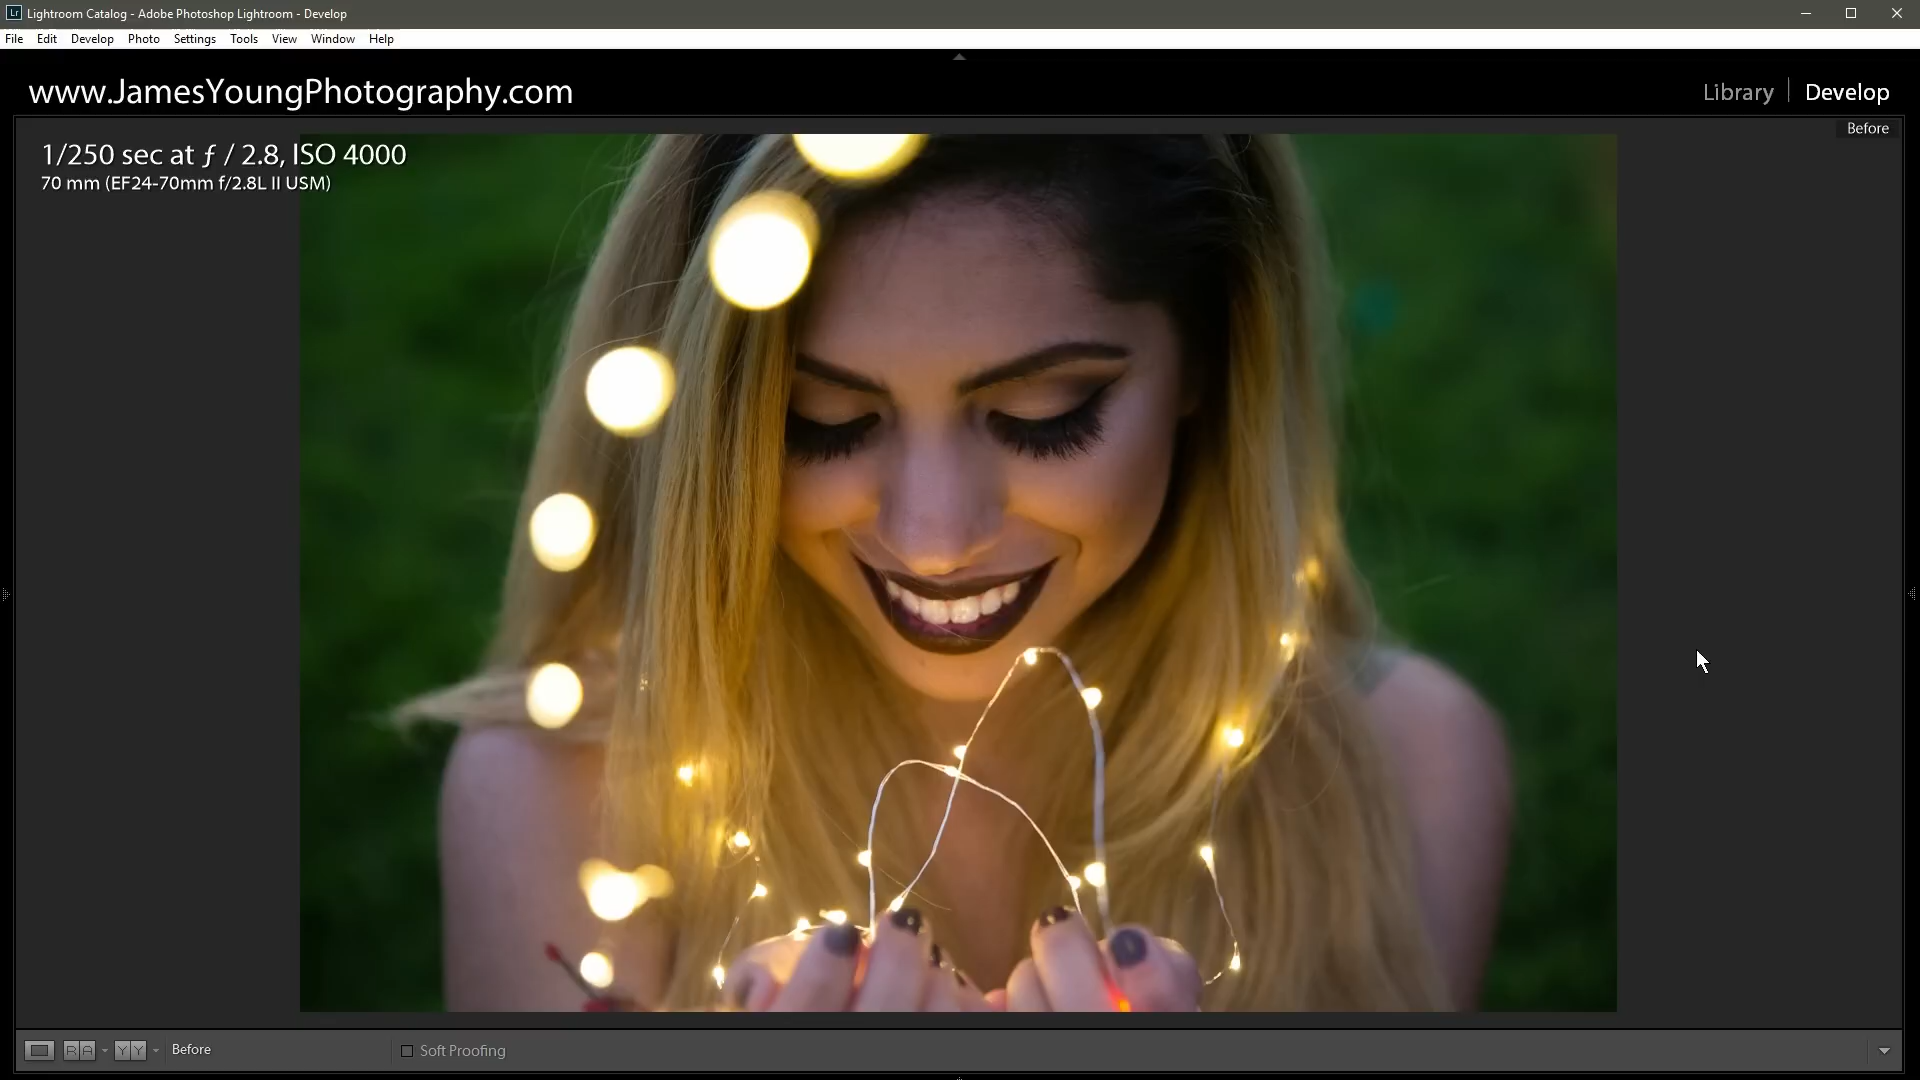 Lr Lightroom Catalog - Adobe Photoshop Lightroom - Develop
File Edit Develop Photo Settings Tools View Window Help
www.JamesYoungPhotography.com
Library | Develop
Before
1/250 sec at ƒ / 2.8, ISO 4000
70 mm (EF24-70mm f/2.8L II USM)
R A Y Y Before Soft Proofing